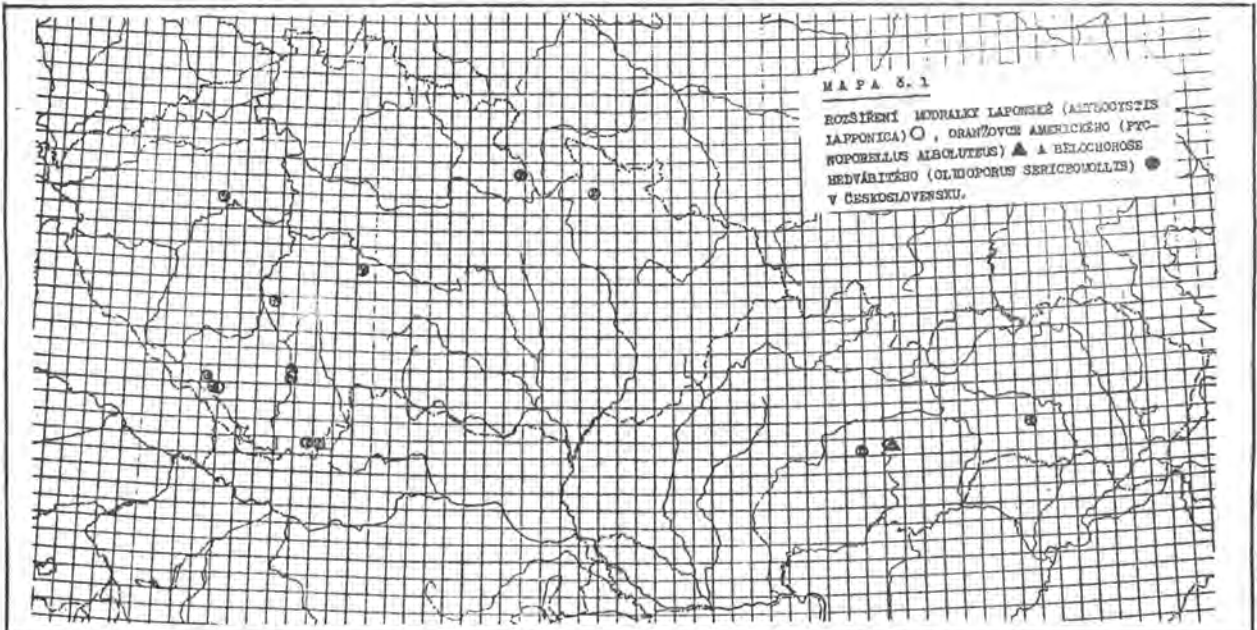 MAPA č. 1
ROZŠÍŘENÍ MODRALKY LAPONSKÉ (AMYLOCYSTIS
LAPPONICA) , ORANŽOVCE AMERICKÉHO (PYC-
NOPORELLUS ALBOLUTEUS) A BĚLOCHOROŠE
HEDVÁBITÉHO (OLIGOPORUS SERICEOMOLLIS)
V ČESKOSLOVENSKU.